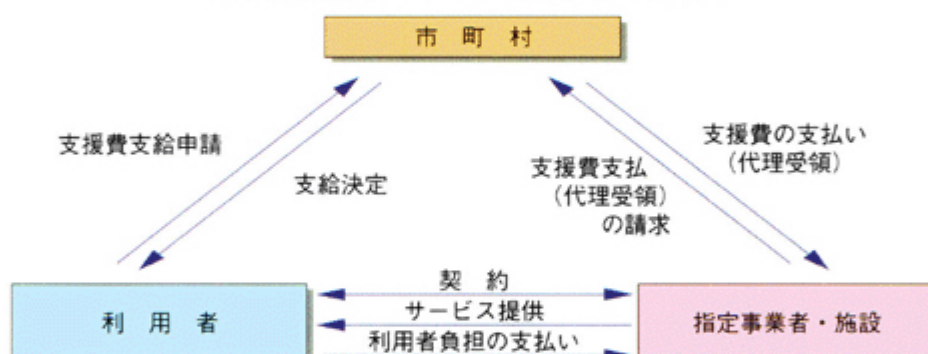 市町村
支援費支給申請
支給決定
支援費支払
（代理受領）
の請求
支援費の支払い
（代理受領）
契約
サービス提供
利用者負担の支払い
利用者
指定事業者・施設